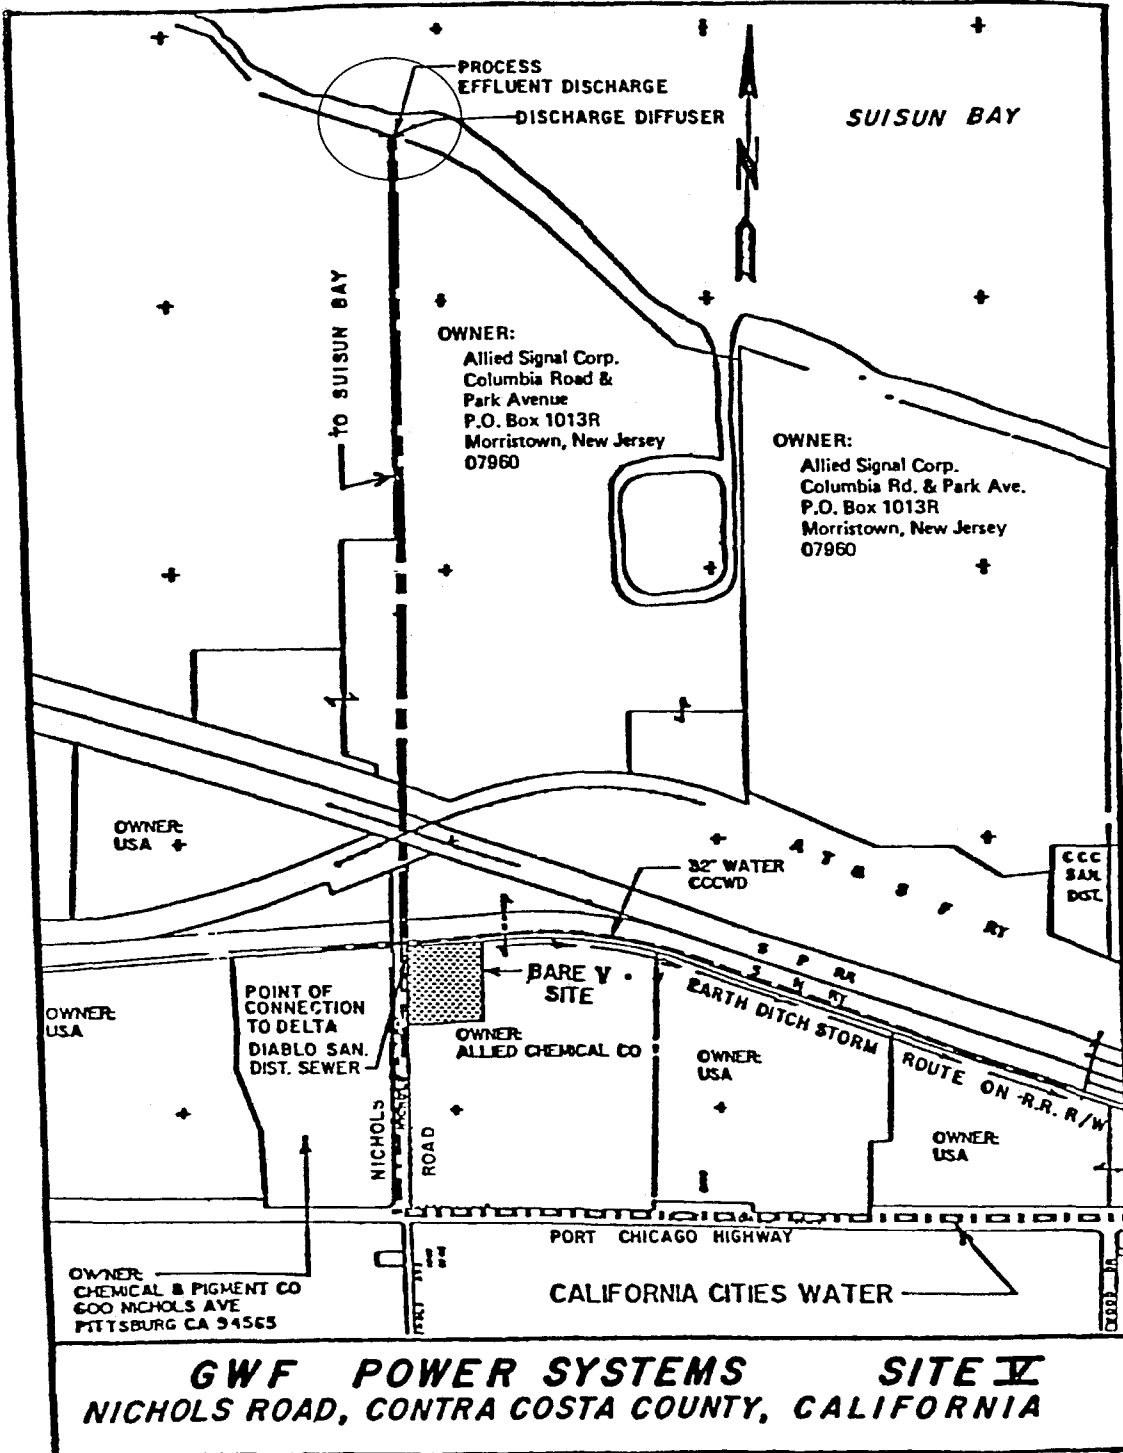 PROCESS
EFFLUENT DISCHARGE
DISCHARGE DIFFUSER
SUISUN BAY
N
TO SUISUN BAY
OWNER:
Allied Signal Corp.
Columbia Road &
Park Avenue
P.O. Box 1013R
Morristown, New Jersey
07960
OWNER:
Allied Signal Corp.
Columbia Rd. & Park Ave.
P.O. Box 1013R
Morristown, New Jersey
07960
OWNER:
USA
32" WATER
CCCWD
A T & S F RY
CCC
SAN.
DIST.
S P RR
S N RY
BARE V
SITE
EARTH DITCH STORM ROUTE ON R.R. R/W
OWNER:
USA
POINT OF
CONNECTION
TO DELTA
DIABLO SAN.
DIST. SEWER
OWNER:
ALLIED CHEMICAL CO
OWNER:
USA
OWNER:
USA
NICHOLS
ROAD
PORT CHICAGO HIGHWAY
OWNER:
CHEMICAL & PIGMENT CO
600 NICHOLS AVE
PITTSBURG CA 94565
CALIFORNIA CITIES WATER
GWF POWER SYSTEMS SITE V
NICHOLS ROAD, CONTRA COSTA COUNTY, CALIFORNIA